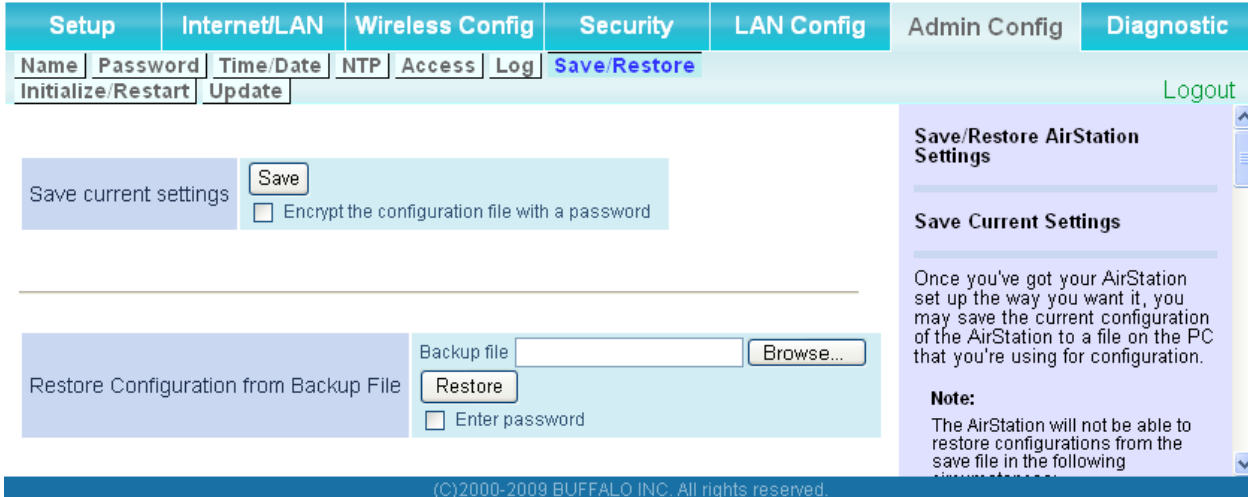 Setup
Internet/LAN
Wireless Config
Security
LAN Config
Admin Config
Diagnostic
Name
Password
Time/Date
NTP
Access
Log
Save/Restore
Initialize/Restart
Update
Logout
Save current settings
Save
Encrypt the configuration file with a password
Restore Configuration from Backup File
Backup file
Browse...
Restore
Enter password
Save/Restore AirStation
Settings
Save Current Settings
Once you've got your AirStation
set up the way you want it, you
may save the current configuration
of the AirStation to a file on the PC
that you're using for configuration.
Note:
The AirStation will not be able to
restore configurations from the
save file in the following
(C)2000-2009 BUFFALO INC. All rights reserved.